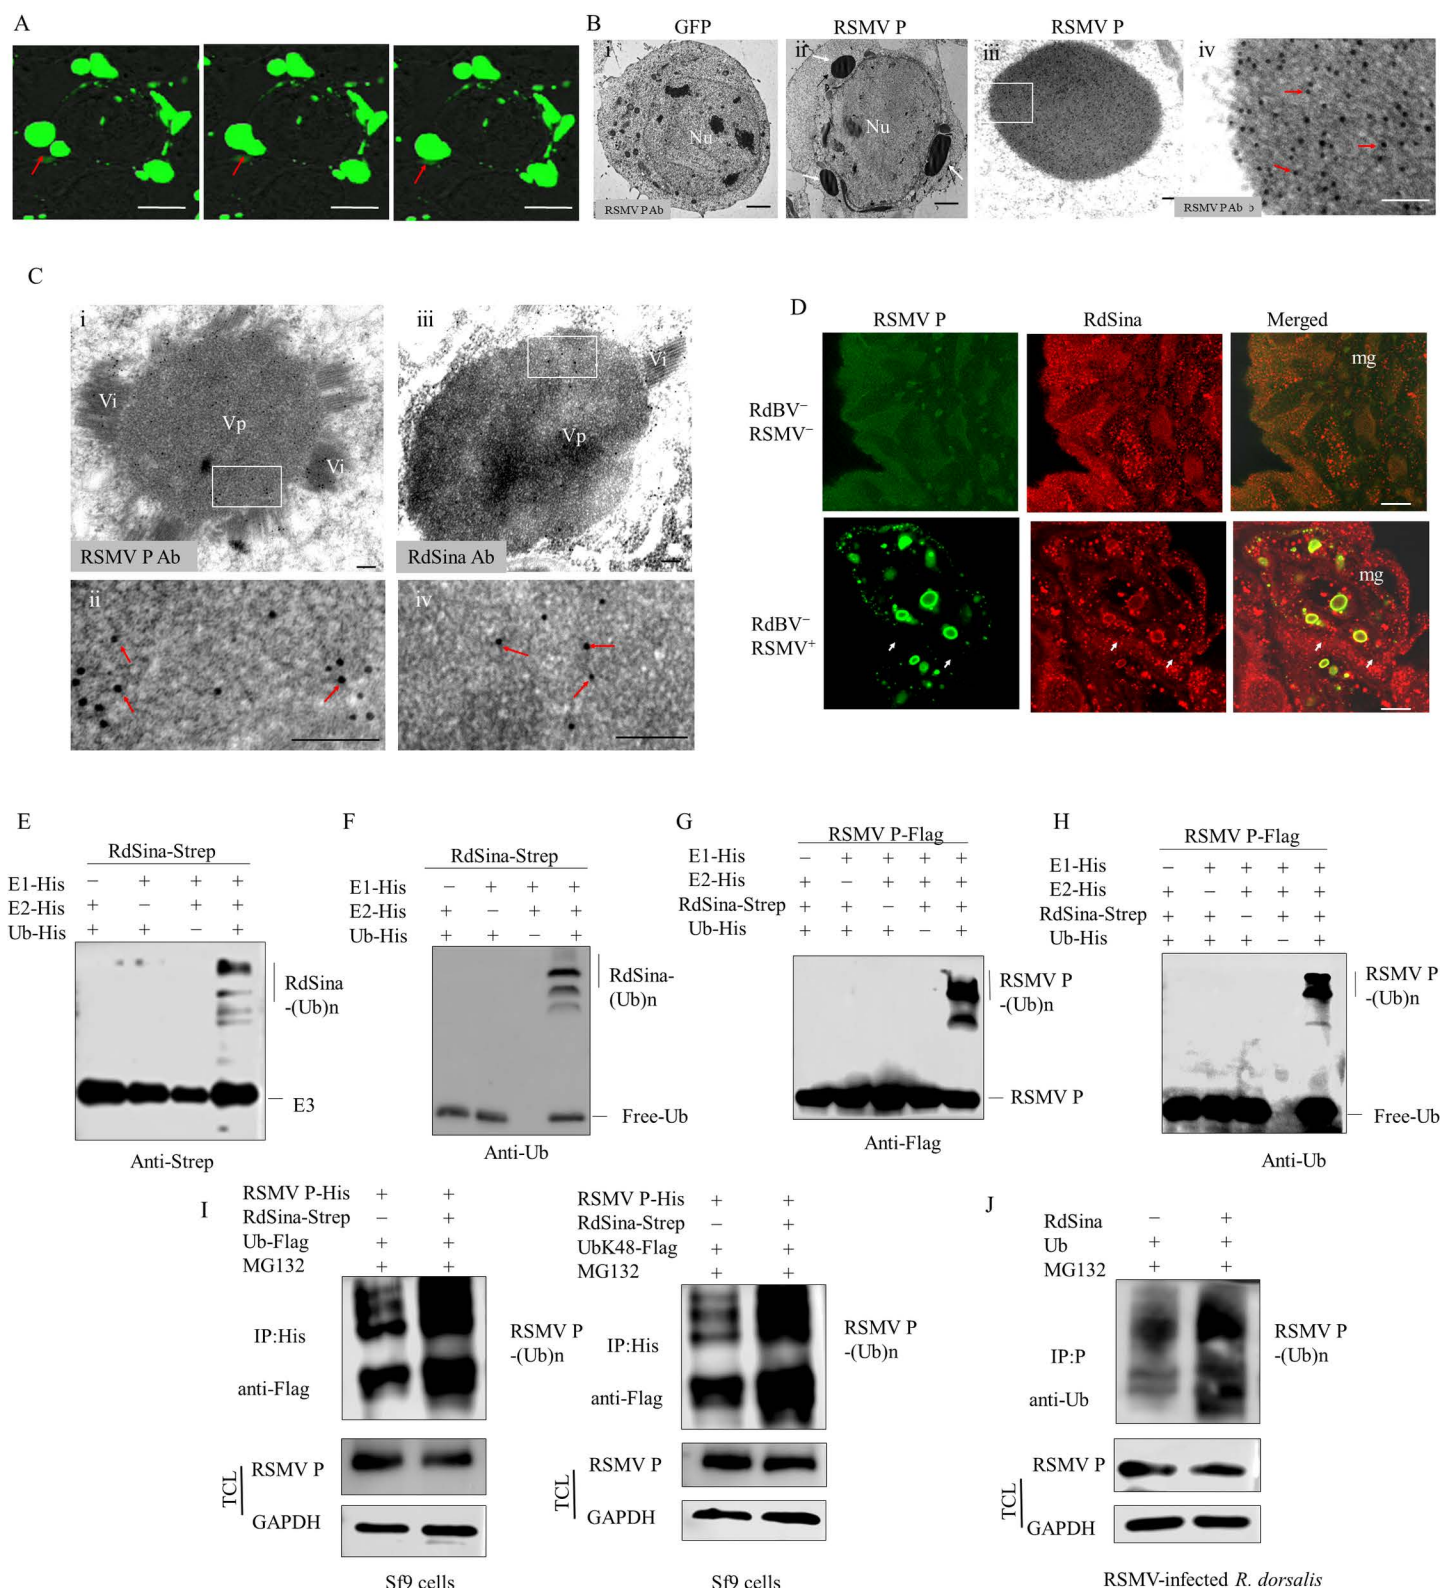 A
B
GFP
RSMV P
RSMV P
i
ii
iii
iv
Nu
Nu
RSMV P Ab
RSMV P Ab
C
i
iii
Vi
Vp
Vi
Vi
Vp
RSMV P Ab
RdSina Ab
ii
iv
D
RSMV P
RdSina
Merged
mg
RdBV⁻
RSMV⁻
mg
RdBV⁻
RSMV⁺
E
RdSina-Strep
E1-His – + + +
E2-His + – + +
Ub-His + + – +
RdSina
-(Ub)n
E3
Anti-Strep
F
RdSina-Strep
E1-His – + + +
E2-His + – + +
Ub-His + + – +
RdSina-
(Ub)n
Free-Ub
Anti-Ub
G
RSMV P-Flag
E1-His – + + + +
E2-His + – + + +
RdSina-Strep + + – + +
Ub-His + + + – +
RSMV P
-(Ub)n
RSMV P
Anti-Flag
H
RSMV P-Flag
E1-His – + + + +
E2-His + – + + +
RdSina-Strep + + – + +
Ub-His + + + – +
RSMV P
-(Ub)n
Free-Ub
Anti-Ub
I
RSMV P-His + +
RdSina-Strep – +
Ub-Flag + +
MG132 + +
IP:His
anti-Flag
RSMV P
-(Ub)n
TCL
RSMV P
GAPDH
Sf9 cells
RSMV P-His + +
RdSina-Strep – +
UbK48-Flag + +
MG132 + +
IP:His
anti-Flag
RSMV P
-(Ub)n
TCL
RSMV P
GAPDH
Sf9 cells
J
RdSina – +
Ub + +
MG132 + +
IP:P
anti-Ub
RSMV P
-(Ub)n
TCL
RSMV P
GAPDH
RSMV-infected R. dorsalis